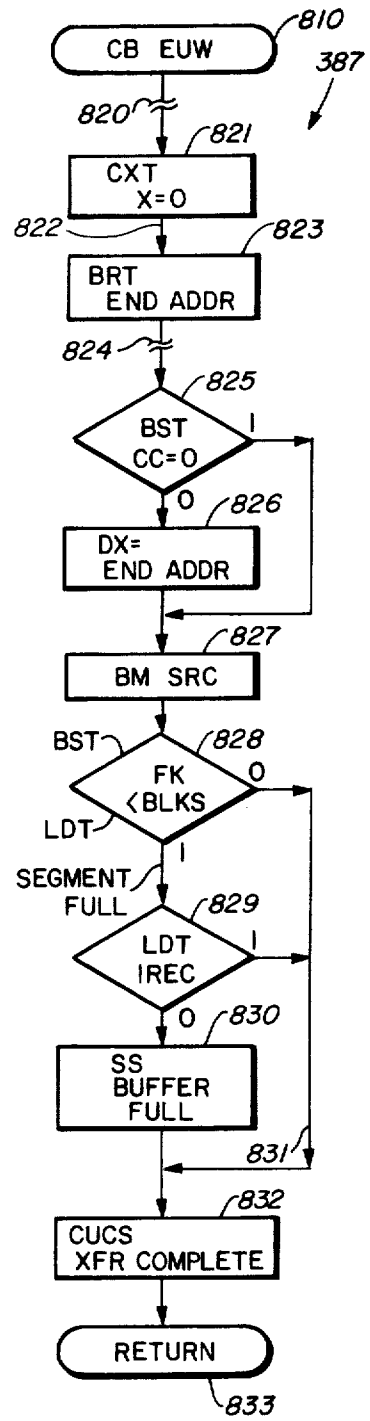 810
CB EUW
387
820
821
CXT
X=0
822
823
BRT
END ADDR
824
825
BST
CC=0
1
0
826
DX=
END ADDR
827
BM SRC
BST
828
FK
<BLKS
0
LDT
1
SEGMENT
FULL
829
LDT
1REC
1
0
830
SS
BUFFER
FULL
831
832
CUCS
XFR COMPLETE
RETURN
833